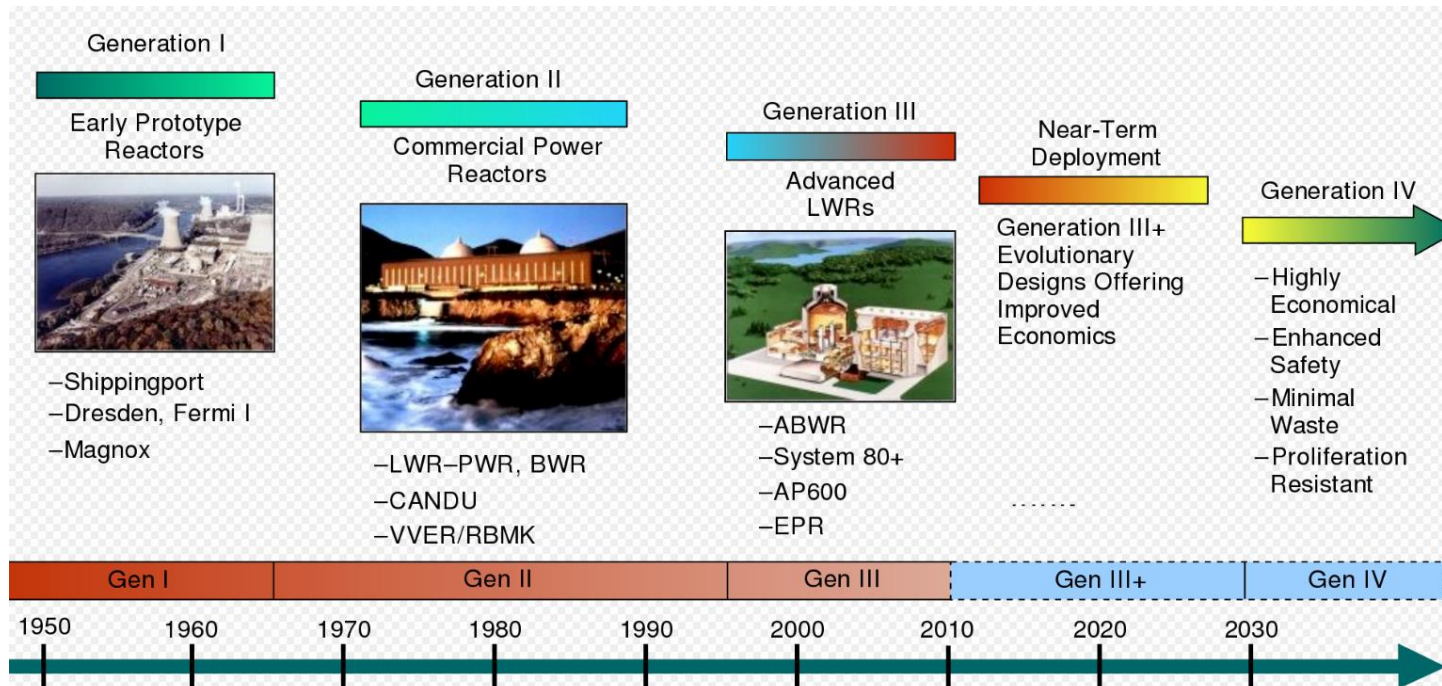 Generation I
Early Prototype
Reactors
–Shippingport
–Dresden, Fermi I
–Magnox
Generation II
Commercial Power
Reactors
–LWR–PWR, BWR
–CANDU
–VVER/RBMK
Generation III
Advanced
LWRs
–ABWR
–System 80+
–AP600
–EPR
Near-Term
Deployment
Generation III+
Evolutionary
Designs Offering
Improved
Economics
Generation IV
–Highly
Economical
–Enhanced
Safety
–Minimal
Waste
–Proliferation
Resistant
Gen I
Gen II
Gen III
Gen III+
Gen IV
1950
1960
1970
1980
1990
2000
2010
2020
2030